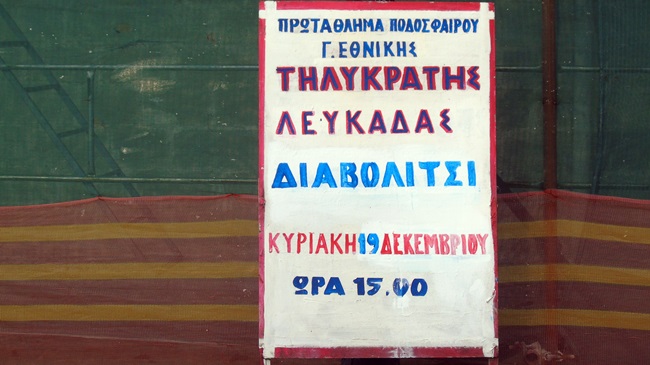 ΠΡΩΤΑΘΛΗΜΑ ΠΟΔΟΣΦΑΙΡΟΥ
Γ. ΕΘΝΙΚΗΣ
ΤΗΛΥΚΡΑΤΗΣ
ΛΕΥΚΑΔΑΣ
ΔΙΑΒΟΛΙΤΣΙ
ΚΥΡΙΑΚΗ 19 ΔΕΚΕΜΒΡΙΟΥ
ΩΡΑ 15.00